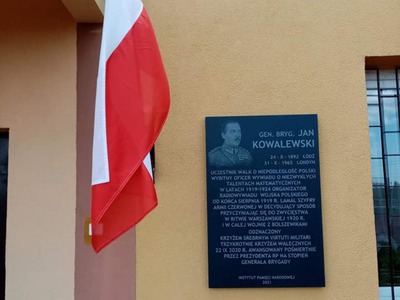 GEN. BRYG. JAN
KOWALEWSKI
24 - X - 1892 ŁÓDŹ
31 - X - 1965 LONDYN
UCZESTNIK WALK O NIEPODLEGŁOŚĆ POLSKI
WYBITNY OFICER WYWIADU O NIEZWYKŁYCH
TALENTACH MATEMATYCZNYCH
W LATACH 1919-1924 ORGANIZATOR
RADIOWYWIADU WOJSKA POLSKIEGO
OD KOŃCA SIERPNIA 1919 R. ŁAMAŁ SZYFRY
ARMII CZERWONEJ W DECYDUJĄCY SPOSÓB
PRZYCZYNIAJĄC SIĘ DO ZWYCIĘSTWA
W BITWIE WARSZAWSKIEJ 1920 R.
I W CAŁEJ WOJNIE Z BOLSZEWIKAMI
ODZNACZONY
KRZYŻEM SREBRNYM VIRTUTI MILITARI
TRZYKROTNIE KRZYŻEM WALECZNYCH
22 IX 2020 R. AWANSOWANY POŚMIERTNIE
PRZEZ PREZYDENTA RP NA STOPIEŃ
GENERAŁA BRYGADY
INSTYTUT PAMIĘCI NARODOWEJ
2021